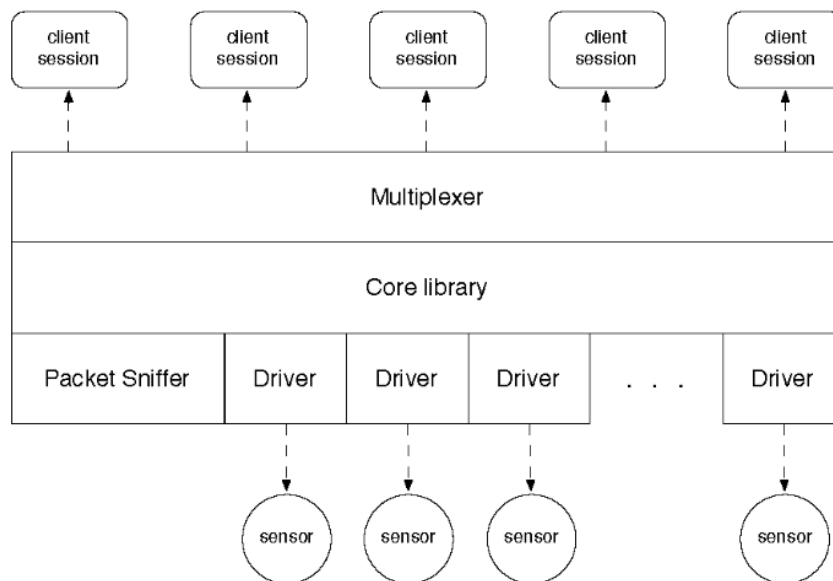 client
session
client
session
client
session
client
session
client
session
Multiplexer
Core library
Packet Sniffer
Driver
Driver
Driver
. . .
Driver
sensor
sensor
sensor
sensor